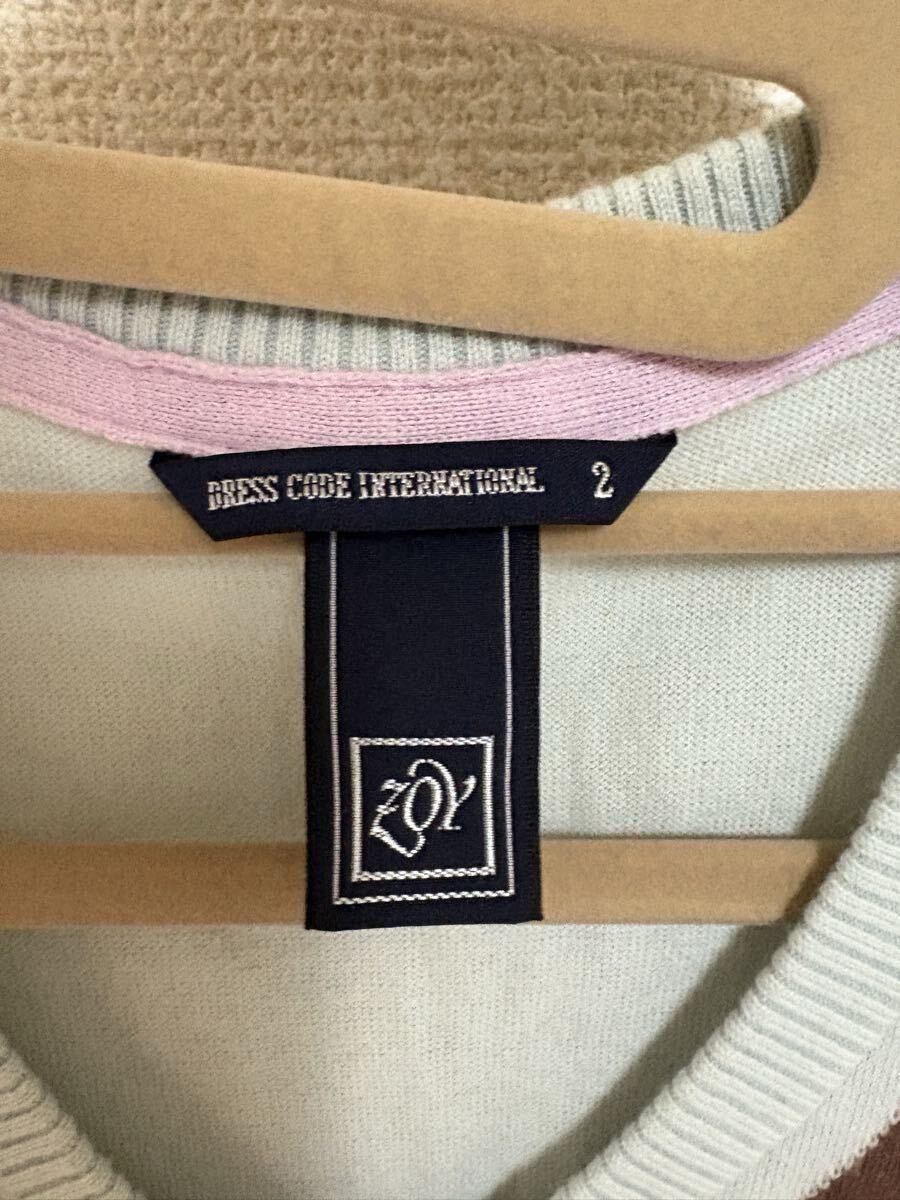 DRESS CODE INTERNATIONAL 2
ZOY